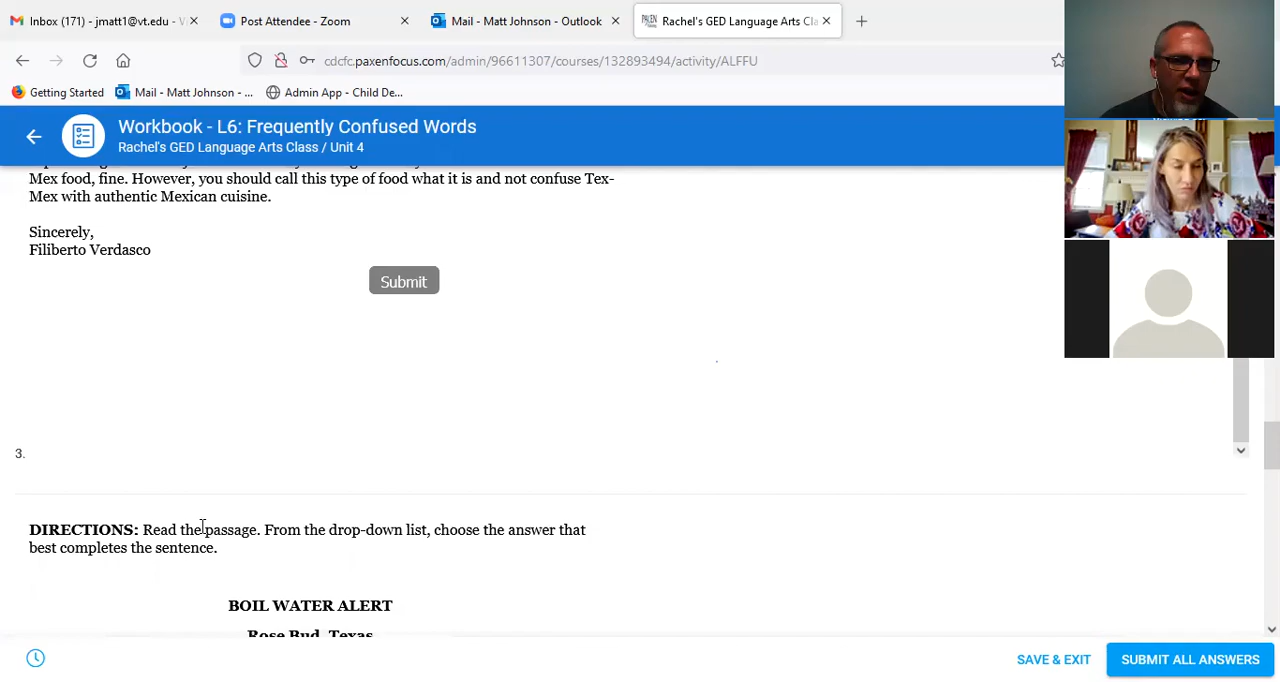 Inbox (171) - jmatt1@vt.edu - V
Post Attendee - Zoom
Mail - Matt Johnson - Outlook
Rachel's GED Language Arts Cla
cdcfc.paxenfocus.com/admin/96611307/courses/132893494/activity/ALFFU
Getting Started
Mail - Matt Johnson - ...
Admin App - Child De...
Workbook - L6: Frequently Confused Words
Rachel's GED Language Arts Class / Unit 4
Mex food, fine. However, you should call this type of food what it is and not confuse Tex-
Mex with authentic Mexican cuisine.
Sincerely,
Filiberto Verdasco
Submit
3.
DIRECTIONS: Read the passage. From the drop-down list, choose the answer that
best completes the sentence.
BOIL WATER ALERT
Rose Bud, Texas
SAVE & EXIT
SUBMIT ALL ANSWERS